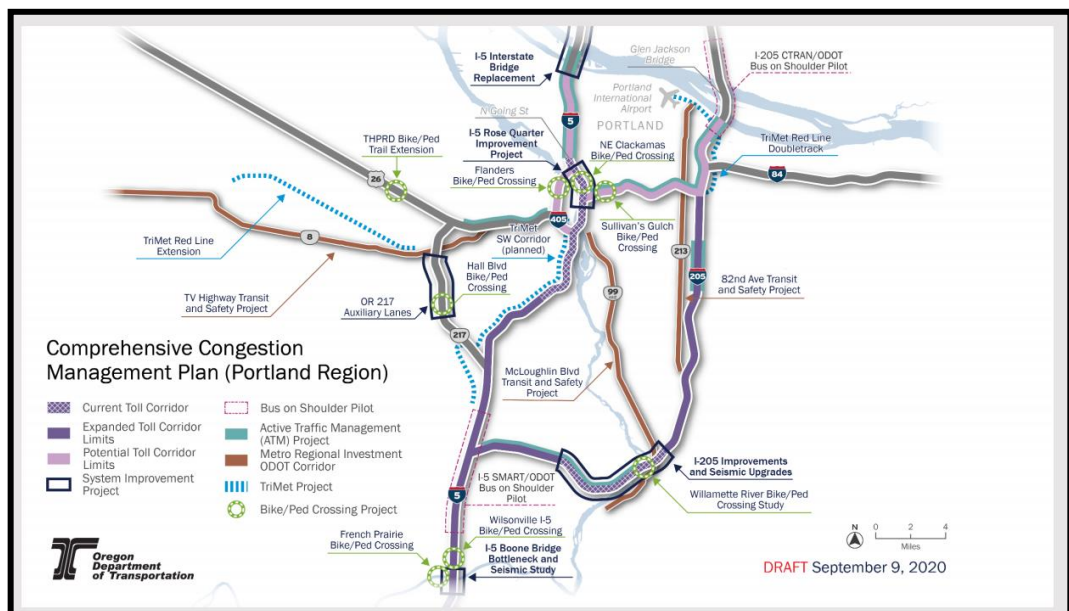 I-5 Interstate
Bridge
Replacement
Glen Jackson
Bridge
I-205 CTRAN/ODOT
Bus on Shoulder Pilot
Portland
International
Airport
N Going St
5
PORTLAND
THPRD Bike/Ped
Trail Extension
I-5 Rose Quarter
Improvement
Project
NE Clackamas
Bike/Ped Crossing
TriMet Red Line
Doubletrack
Flanders
Bike/Ped Crossing
26
84
405
Sullivan's Gulch
Bike/Ped
Crossing
TriMet
SW Corridor
(planned)
8
213
TriMet Red Line
Extension
Hall Blvd
Bike/Ped
Crossing
205
82nd Ave Transit
and Safety Project
99
TV Highway Transit
and Safety Project
OR 217
Auxiliary Lanes
217
Comprehensive Congestion
Management Plan (Portland Region)
McLoughlin Blvd
Transit and Safety
Project
Current Toll Corridor
Expanded Toll Corridor
Limits
Potential Toll Corridor
Limits
System Improvement
Project
Bus on Shoulder Pilot
Active Traffic Management
(ATM) Project
Metro Regional Investment
ODOT Corridor
TriMet Project
Bike/Ped Crossing Project
I-205 Improvements
and Seismic Upgrades
I-5 SMART/ODOT
Bus on Shoulder
Pilot
5
Willamette River Bike/Ped
Crossing Study
Wilsonville I-5
Bike/Ped Crossing
French Prairie
Bike/Ped Crossing
I-5 Boone Bridge
Bottleneck and
Seismic Study
N
0 2 4
Miles
Oregon
Department
of Transportation
DRAFT September 9, 2020